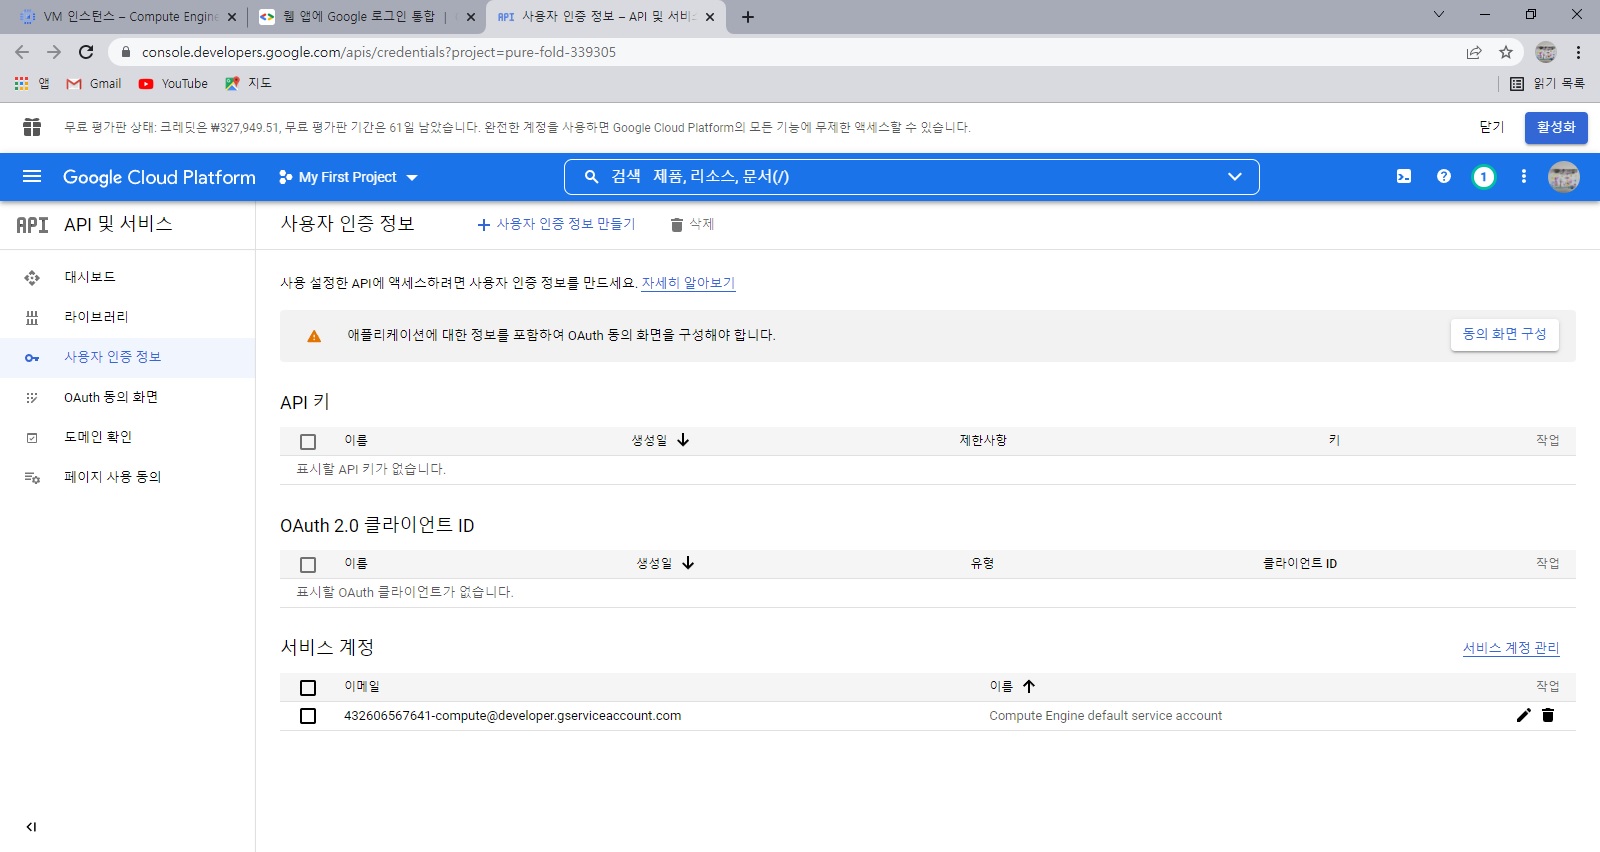 VM 인스턴스 – Compute Engine
웹 앱에 Google 로그인 통합 |
API 사용자 인증 정보 – API 및 서비스
console.developers.google.com/apis/credentials?project=pure-fold-339305
앱 Gmail YouTube 지도 읽기 목록
무료 평가판 상태: 크레딧은 ₩327,949.51, 무료 평가판 기간은 61일 남았습니다. 완전한 계정을 사용하면 Google Cloud Platform의 모든 기능에 무제한 액세스할 수 있습니다. 닫기 활성화
Google Cloud Platform My First Project 검색 제품, 리소스, 문서(/) 1
API API 및 서비스
사용자 인증 정보 + 사용자 인증 정보 만들기 삭제
대시보드
라이브러리
사용자 인증 정보
OAuth 동의 화면
도메인 확인
페이지 사용 동의
사용 설정한 API에 액세스하려면 사용자 인증 정보를 만드세요. 자세히 알아보기
애플리케이션에 대한 정보를 포함하여 OAuth 동의 화면을 구성해야 합니다. 동의 화면 구성
API 키
이름 생성일 제한사항 키 작업
표시할 API 키가 없습니다.
OAuth 2.0 클라이언트 ID
이름 생성일 유형 클라이언트 ID 작업
표시할 OAuth 클라이언트가 없습니다.
서비스 계정 서비스 계정 관리
이메일 이름 작업
432606567641-compute@developer.gserviceaccount.com Compute Engine default service account